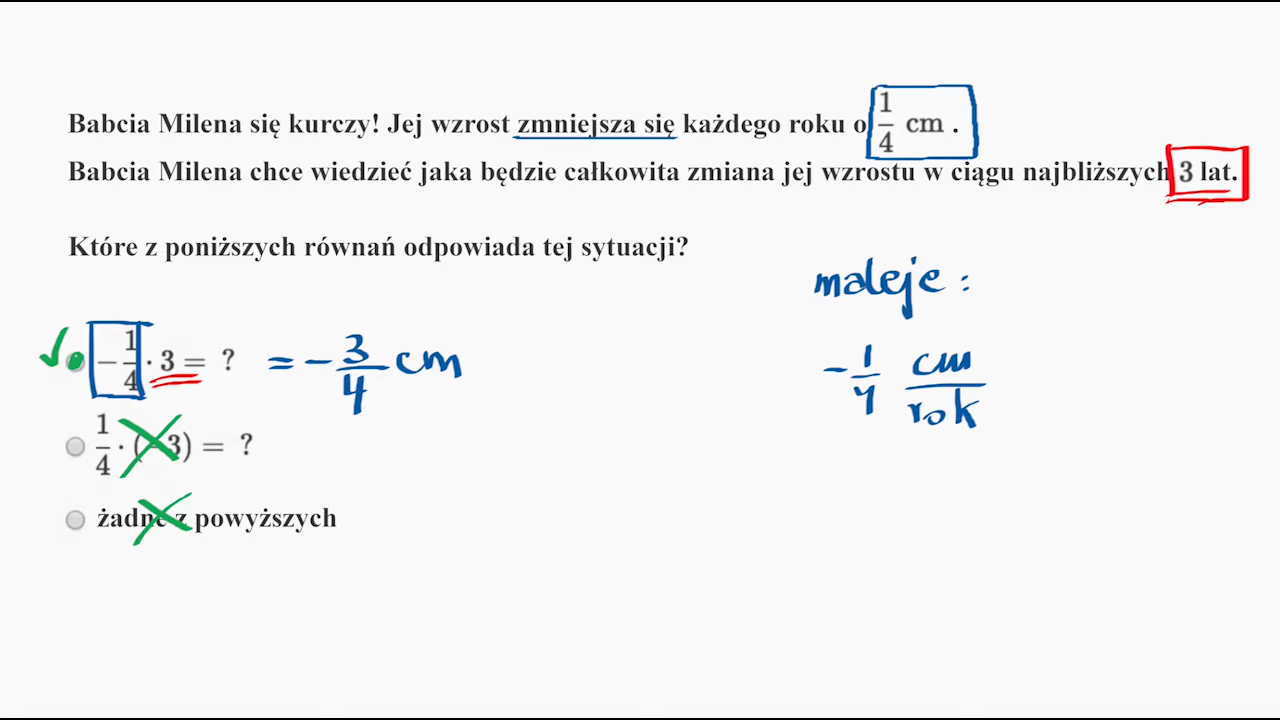 Babcia Milena się kurczy! Jej wzrost zmniejsza się każdego roku o 1/4 cm .
Babcia Milena chce wiedzieć jaka będzie całkowita zmiana jej wzrostu w ciągu najbliższych 3 lat.
Które z poniższych równań odpowiada tej sytuacji?
maleje :
- 1/4 · 3 = ? = - 3/4 cm
- 1/4 cm/rok
1/4 · (-3) = ?
żadne z powyższych